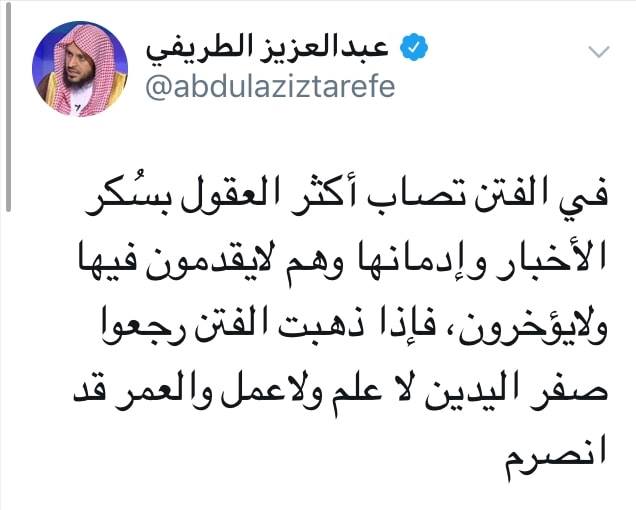 عبدالعزيز الطريفي
@abdulaziztarefe
في الفتن تصاب أكثر العقول بسُكر
الأخبار وإدمانها وهم لايقدمون فيها
ولايؤخرون، فإذا ذهبت الفتن رجعوا
صفر اليدين لا علم ولاعمل والعمر قد
انصرم